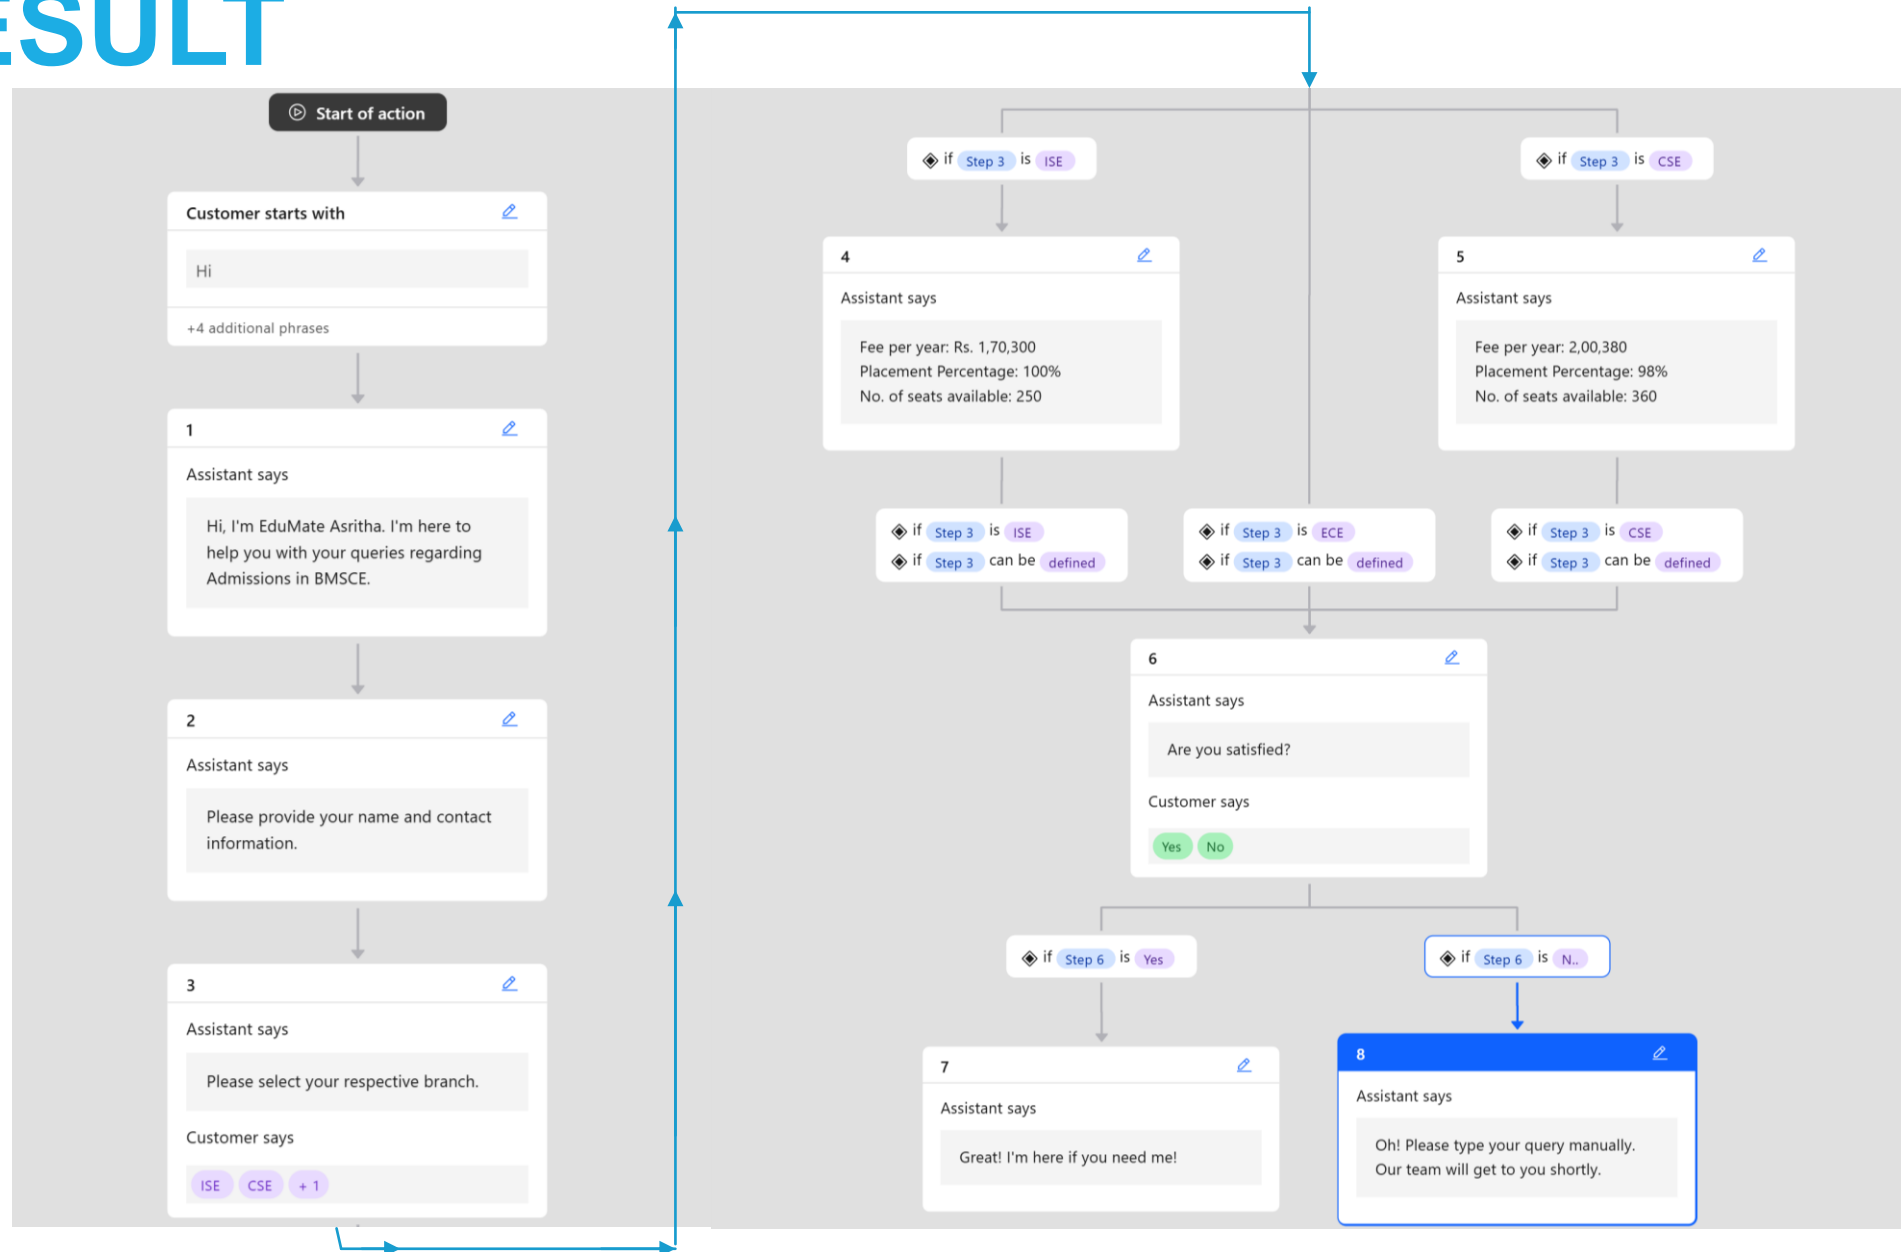 ESULT
Start of action
Customer starts with
Hi
+4 additional phrases
1
Assistant says
Hi, I'm EduMate Asritha. I'm here to
help you with your queries regarding
Admissions in BMSCE.
2
Assistant says
Please provide your name and contact
information.
3
Assistant says
Please select your respective branch.
Customer says
ISE CSE + 1
if Step 3 is ISE
if Step 3 is CSE
4
Assistant says
Fee per year: Rs. 1,70,300
Placement Percentage: 100%
No. of seats available: 250
5
Assistant says
Fee per year: 2,00,380
Placement Percentage: 98%
No. of seats available: 360
if Step 3 is ISE
if Step 3 can be defined
if Step 3 is ECE
if Step 3 can be defined
if Step 3 is CSE
if Step 3 can be defined
6
Assistant says
Are you satisfied?
Customer says
Yes No
if Step 6 is Yes
if Step 6 is N..
7
Assistant says
Great! I'm here if you need me!
8
Assistant says
Oh! Please type your query manually.
Our team will get to you shortly.